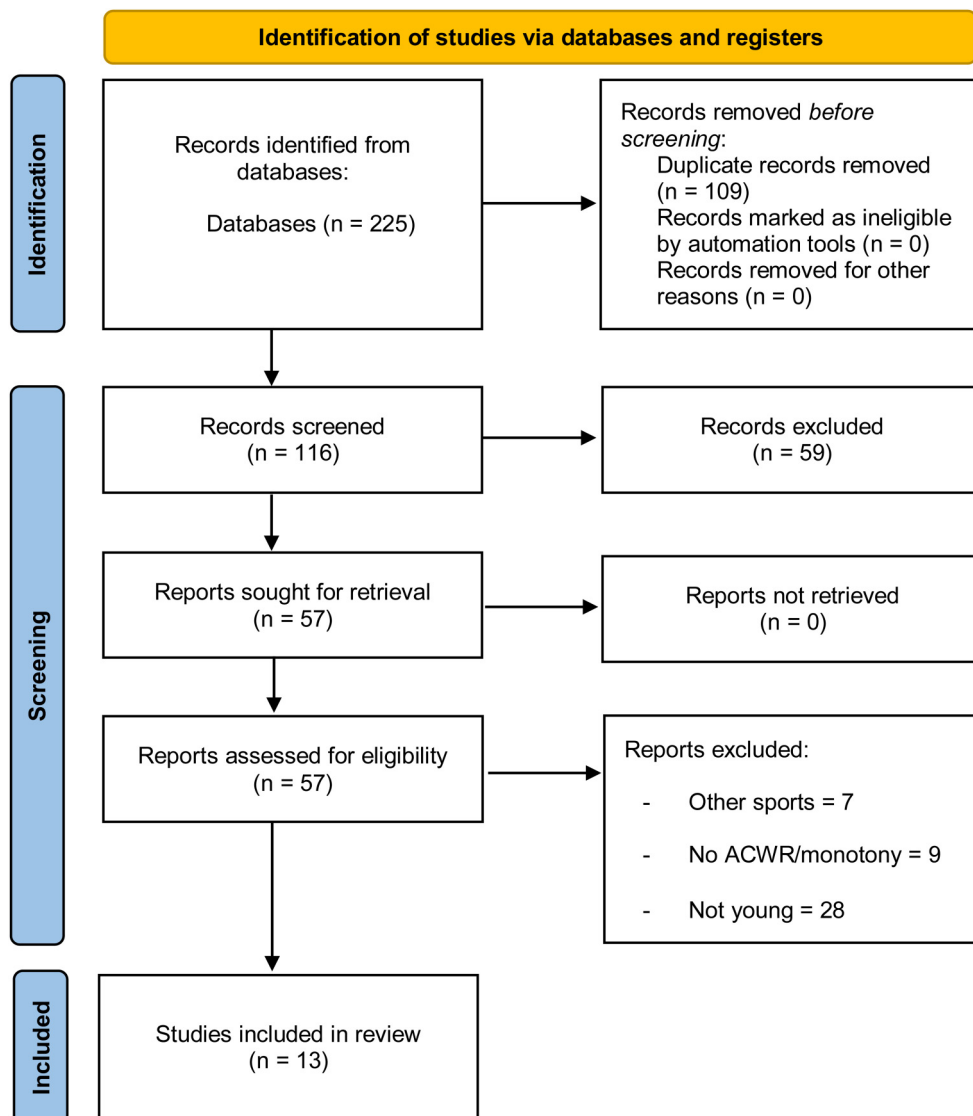 Identification of studies via databases and registers
Identification
Records identified from
databases:
Databases (n = 225)
Records removed before
screening:
Duplicate records removed
(n = 109)
Records marked as ineligible
by automation tools (n = 0)
Records removed for other
reasons (n = 0)
Screening
Records screened
(n = 116)
Records excluded
(n = 59)
Reports sought for retrieval
(n = 57)
Reports not retrieved
(n = 0)
Reports assessed for eligibility
(n = 57)
Reports excluded:
- Other sports = 7
- No ACWR/monotony = 9
- Not young = 28
Included
Studies included in review
(n = 13)